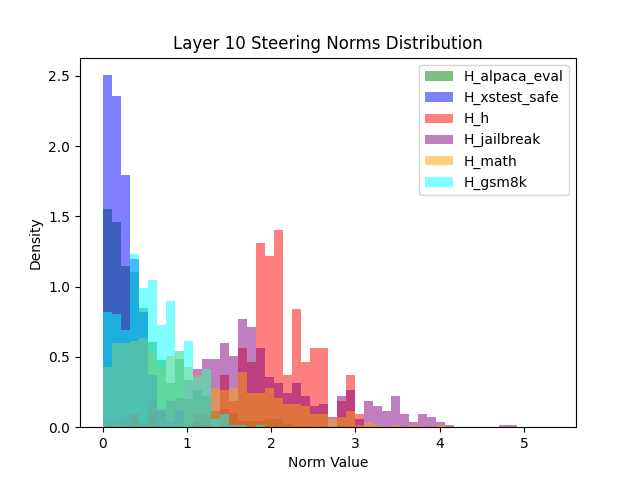 Layer 10 Steering Norms Distribution
H_alpaca_eval
H_xstest_safe
H_h
H_jailbreak
H_math
H_gsm8k
Density
2.5
2.0
1.5
1.0
0.5
0.0
0
1
2
3
4
5
Norm Value